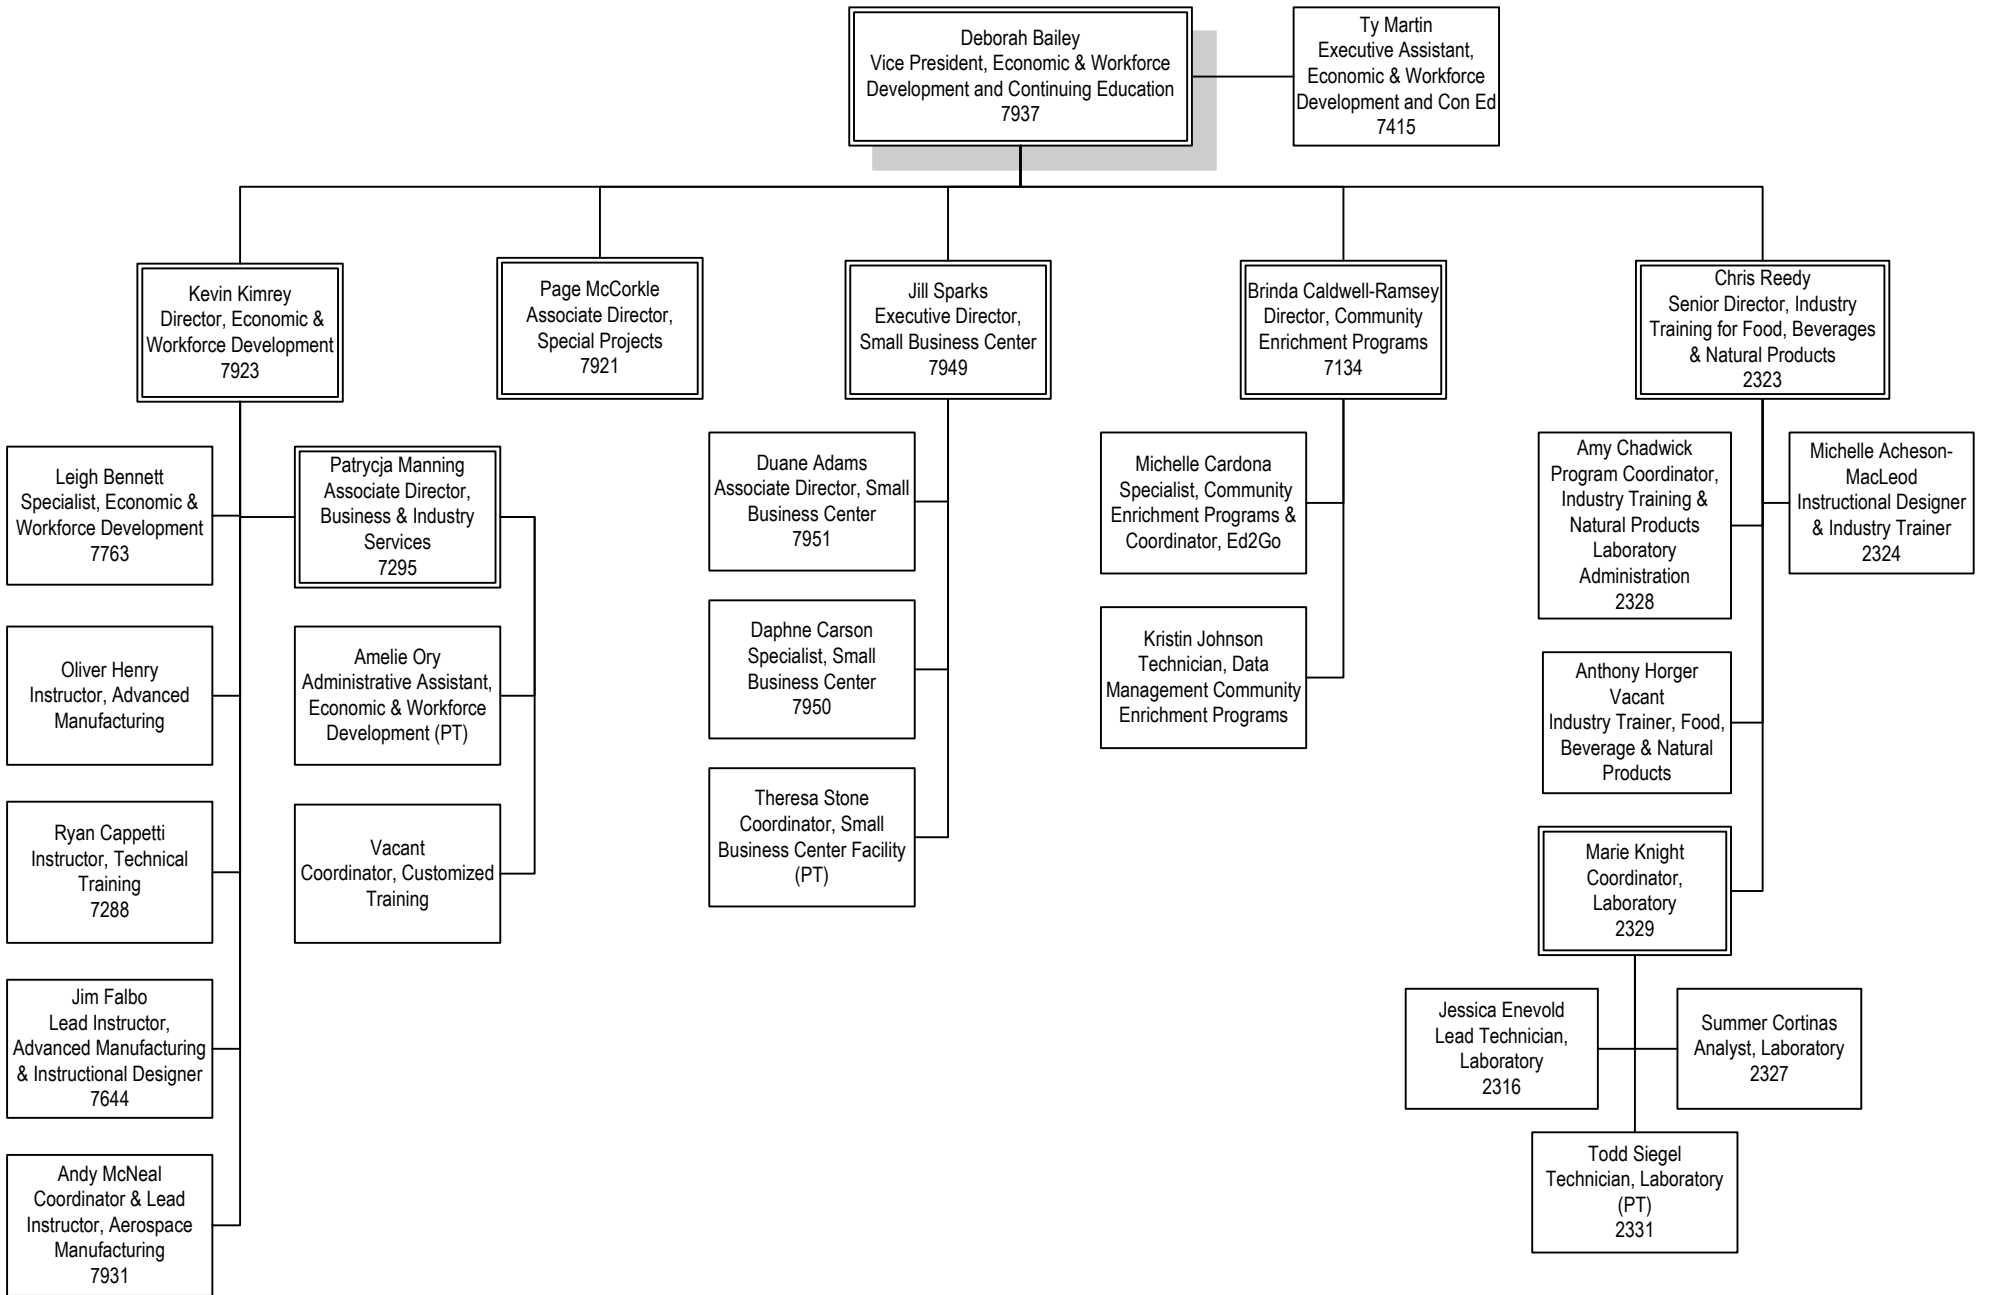 Deborah Bailey
Vice President, Economic & Workforce
Development and Continuing Education
7937
Ty Martin
Executive Assistant,
Economic & Workforce
Development and Con Ed
7415
Kevin Kimrey
Director, Economic &
Workforce Development
7923
Page McCorkle
Associate Director,
Special Projects
7921
Jill Sparks
Executive Director,
Small Business Center
7949
Brinda Caldwell-Ramsey
Director, Community
Enrichment Programs
7134
Chris Reedy
Senior Director, Industry
Training for Food, Beverages
& Natural Products
2323
Leigh Bennett
Specialist, Economic &
Workforce Development
7763
Patrycja Manning
Associate Director,
Business & Industry
Services
7295
Duane Adams
Associate Director, Small
Business Center
7951
Michelle Cardona
Specialist, Community
Enrichment Programs &
Coordinator, Ed2Go
Amy Chadwick
Program Coordinator,
Industry Training &
Natural Products
Laboratory
Administration
2328
Michelle Acheson-
MacLeod
Instructional Designer
& Industry Trainer
2324
Oliver Henry
Instructor, Advanced
Manufacturing
Amelie Ory
Administrative Assistant,
Economic & Workforce
Development (PT)
Daphne Carson
Specialist, Small
Business Center
7950
Kristin Johnson
Technician, Data
Management Community
Enrichment Programs
Anthony Horger
Vacant
Industry Trainer, Food,
Beverage & Natural
Products
Ryan Cappetti
Instructor, Technical
Training
7288
Vacant
Coordinator, Customized
Training
Theresa Stone
Coordinator, Small
Business Center Facility
(PT)
Marie Knight
Coordinator,
Laboratory
2329
Jim Falbo
Lead Instructor,
Advanced Manufacturing
& Instructional Designer
7644
Jessica Enevold
Lead Technician,
Laboratory
2316
Summer Cortinas
Analyst, Laboratory
2327
Andy McNeal
Coordinator & Lead
Instructor, Aerospace
Manufacturing
7931
Todd Siegel
Technician, Laboratory
(PT)
2331